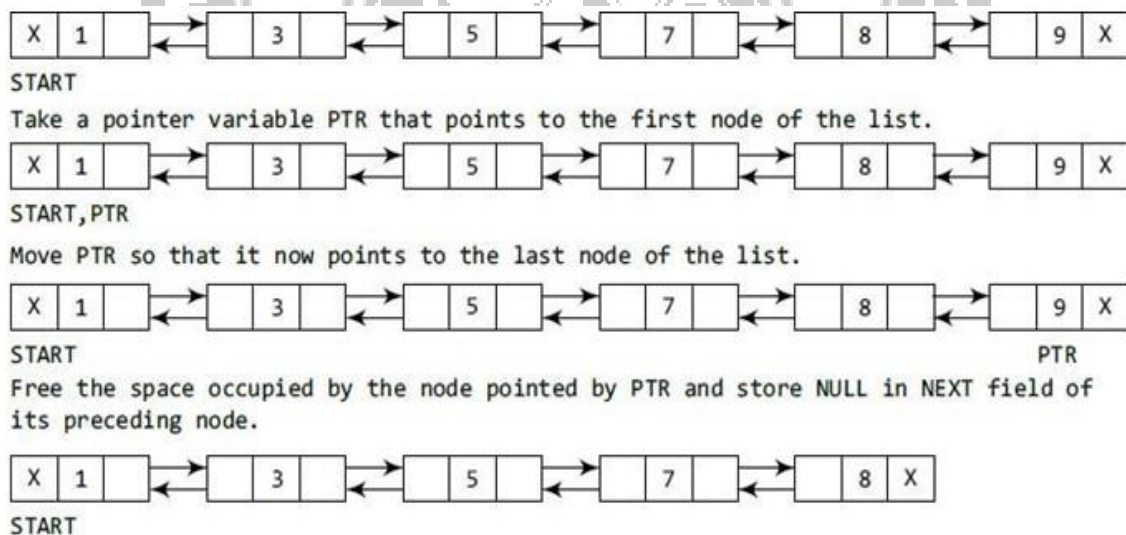 X 1 3 5 7 8 9 X
START
Take a pointer variable PTR that points to the first node of the list.
X 1 3 5 7 8 9 X
START,PTR
Move PTR so that it now points to the last node of the list.
X 1 3 5 7 8 9 X
START PTR
Free the space occupied by the node pointed by PTR and store NULL in NEXT field of
its preceding node.
X 1 3 5 7 8 X
START